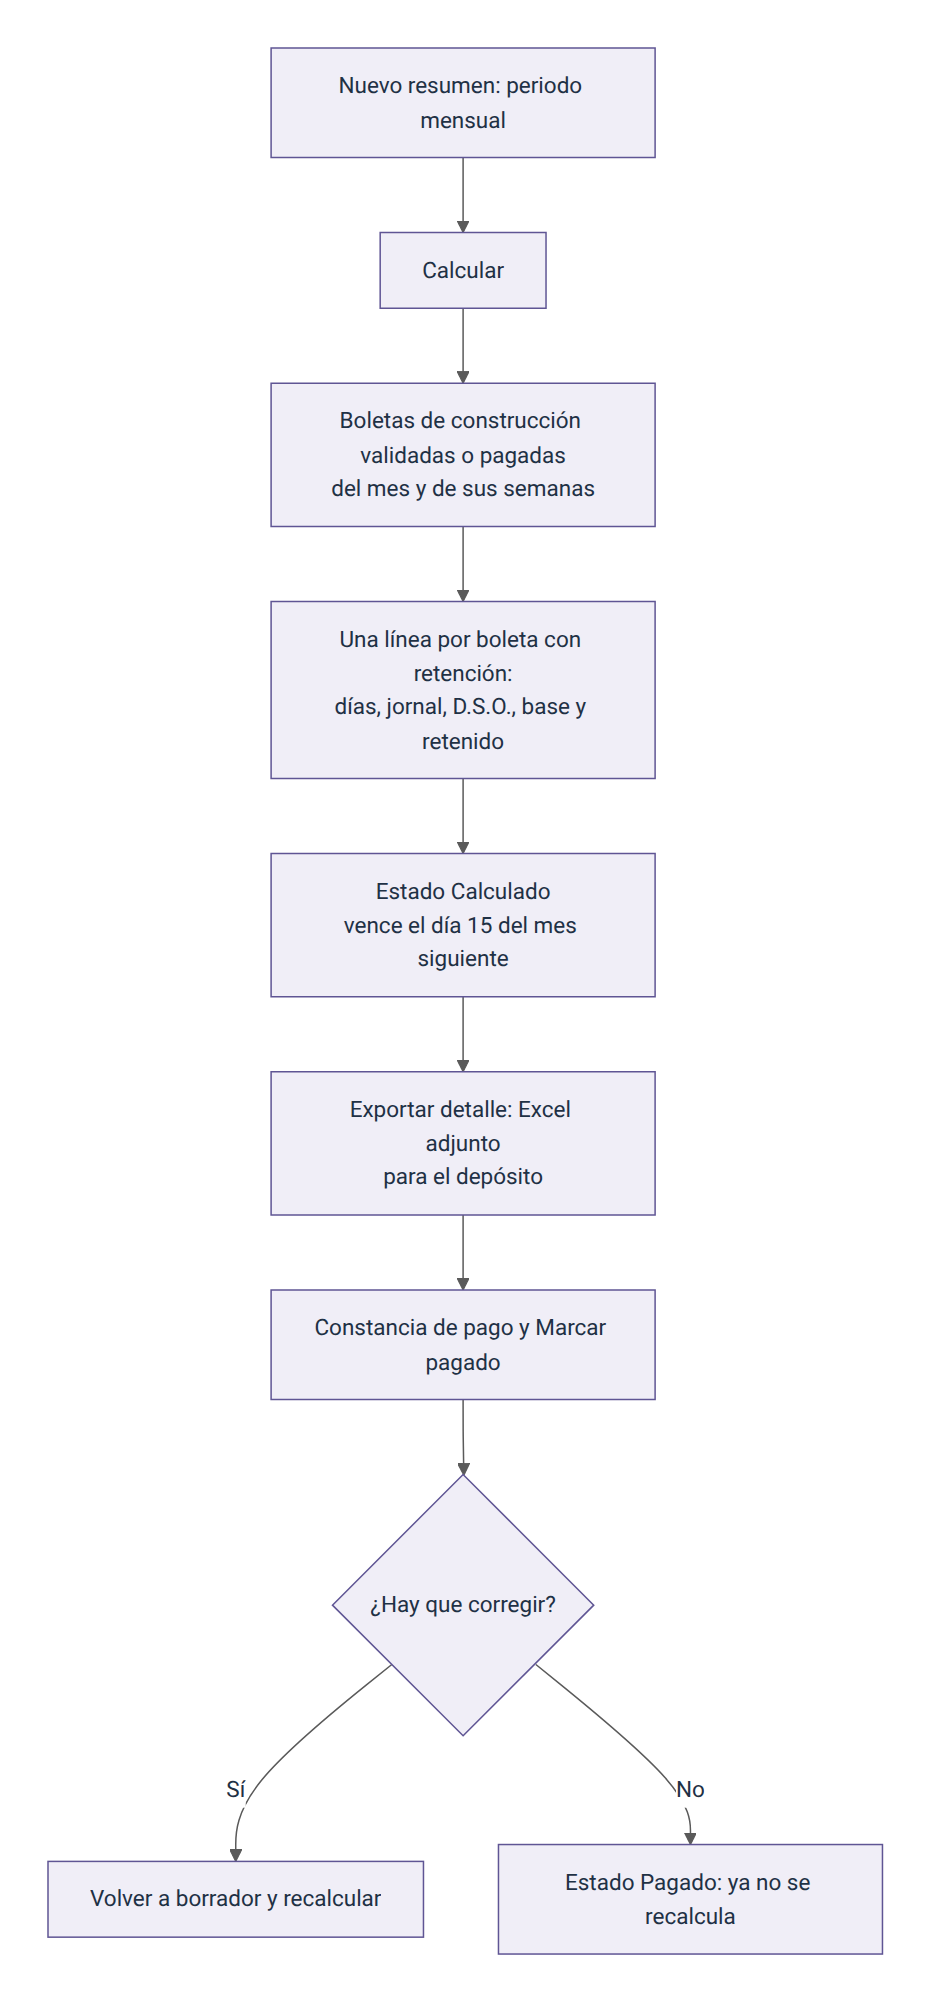 Nuevo resumen: periodo
mensual
Calcular
Boletas de construcción
validadas o pagadas
del mes y de sus semanas
Una línea por boleta con
retención:
días, jornal, D.S.O., base y
retenido
Estado Calculado
vence el día 15 del mes
siguiente
Exportar detalle: Excel
adjunto
para el depósito
Constancia de pago y Marcar
pagado
¿Hay que corregir?
Sí
No
Volver a borrador y recalcular
Estado Pagado: ya no se
recalcula